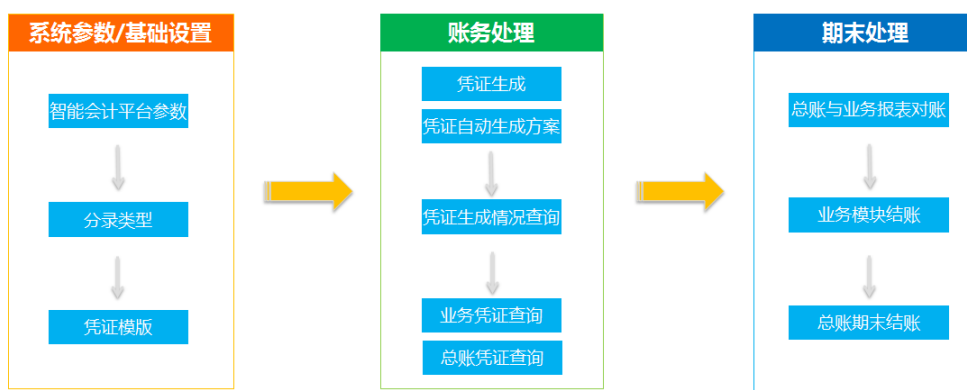 系统参数/基础设置
智能会计平台参数
分录类型
凭证模版
账务处理
凭证生成
凭证自动生成方案
凭证生成情况查询
业务凭证查询
总账凭证查询
期末处理
总账与业务报表对账
业务模块结账
总账期末结账